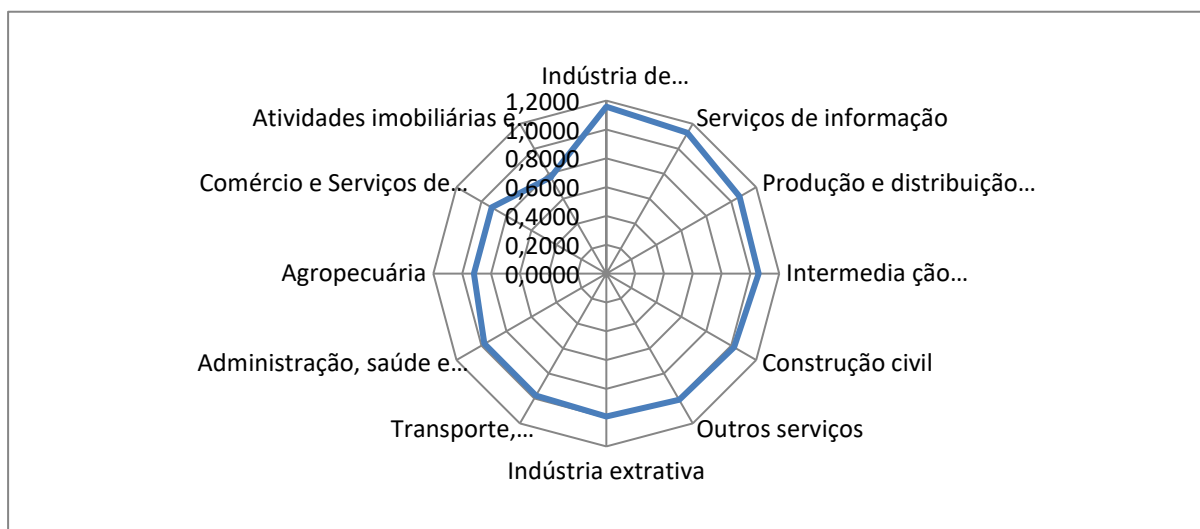 Indústria de...
Serviços de informação
Produção e distribuição...
Intermedia ção...
Construção civil
Outros serviços
Indústria extrativa
Transporte,...
Administração, saúde e...
Agropecuária
Comércio e Serviços de...
Atividades imobiliárias e...
1,2000
1,0000
0,8000
0,6000
0,4000
0,2000
0,0000